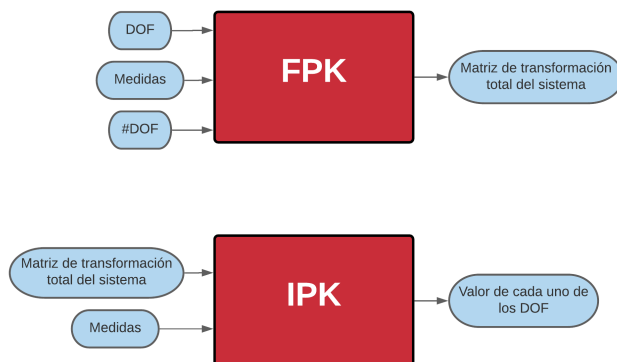 DOF
Medidas
#DOF
FPK
Matriz de transformación
total del sistema
Matriz de transformación
total del sistema
Medidas
IPK
Valor de cada uno de
los DOF